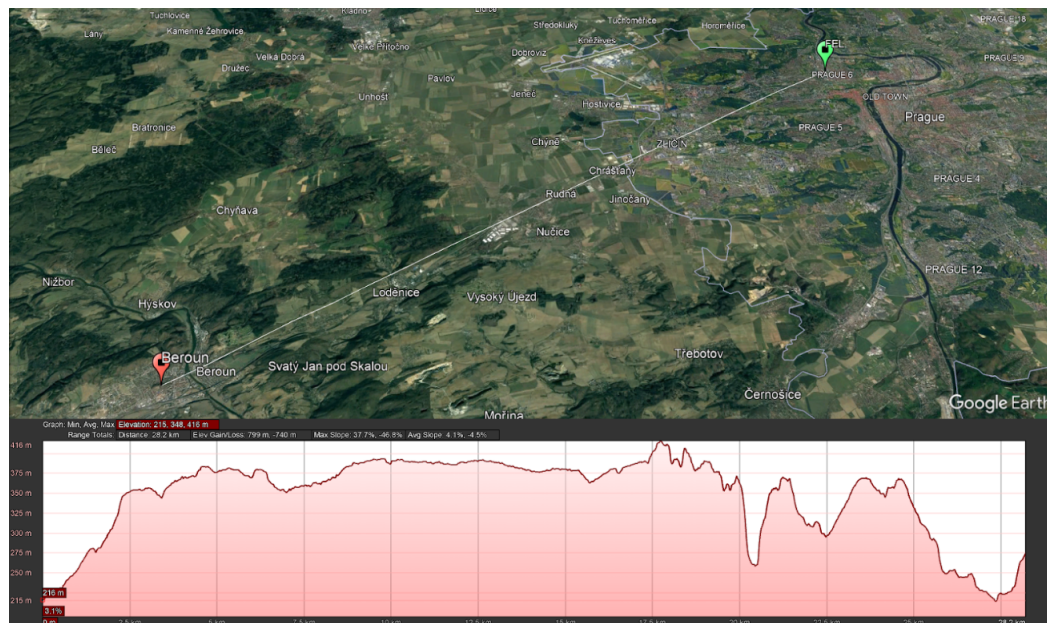 Tuchlovice
Kladno
Lány
Kamenné Žehrovice
Středokluky
Tuchoměřice
Horoměřice
PRAGUE 18
Velké Přítočno
Kněževes
FEL
Velká Dobrá
Dobrovíz
PRAGUE 9
Družec
Pavlov
PRAGUE 6
Unhošť
Jeneč
Hostivice
OLD TOWN
Prague
Bratronice
PRAGUE 5
Běleč
Chýně
ZLIČÍN
Chrášťany
PRAGUE 4
Rudná
Jinočany
Chyňava
Nučice
PRAGUE 12
Nižbor
Loděnice
Vysoký Újezd
Hýskov
Třebotov
Beroun
Beroun
Svatý Jan pod Skalou
Černošice
Mořina
Google Earth
Graph: Min, Avg, Max Elevation: 215, 348, 416 m
Range Totals: Distance: 28.2 km Elev Gain/Loss: 799 m, -740 m Max Slope: 37.7%, -46.8% Avg Slope: 4.1%, -4.5%
416 m
375 m
350 m
325 m
300 m
275 m
250 m
215 m
216 m
3.1%
0 m 2.5 km 5 km 7.5 km 10 km 12.5 km 15 km 17.5 km 20 km 22.5 km 25 km 28.2 km